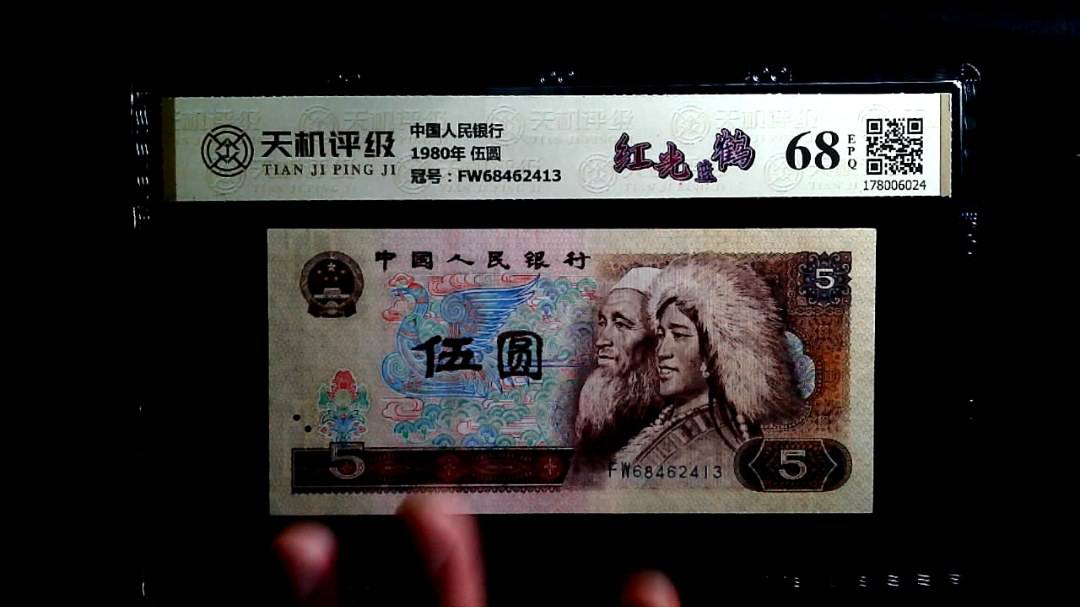 天机评级
TIAN JI PING JI
中国人民银行
1980年 伍圆
冠号：FW68462413
红光鹤
68
EPQ
178006024
中国人民银行
5
伍圆
5
FW68462413
5